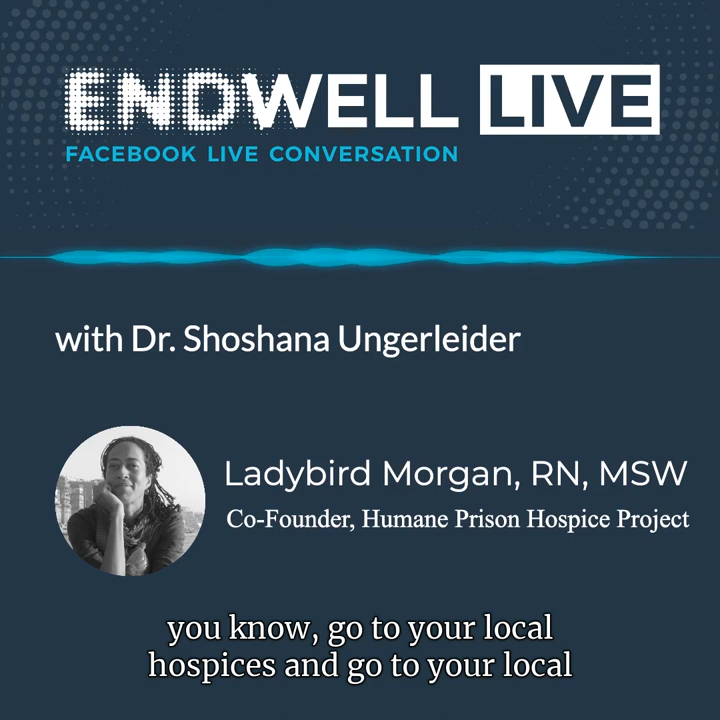 ENDWELL LIVE
FACEBOOK LIVE CONVERSATION
with Dr. Shoshana Ungerleider
Ladybird Morgan, RN, MSW
Co-Founder, Humane Prison Hospice Project
you know, go to your local
hospices and go to your local